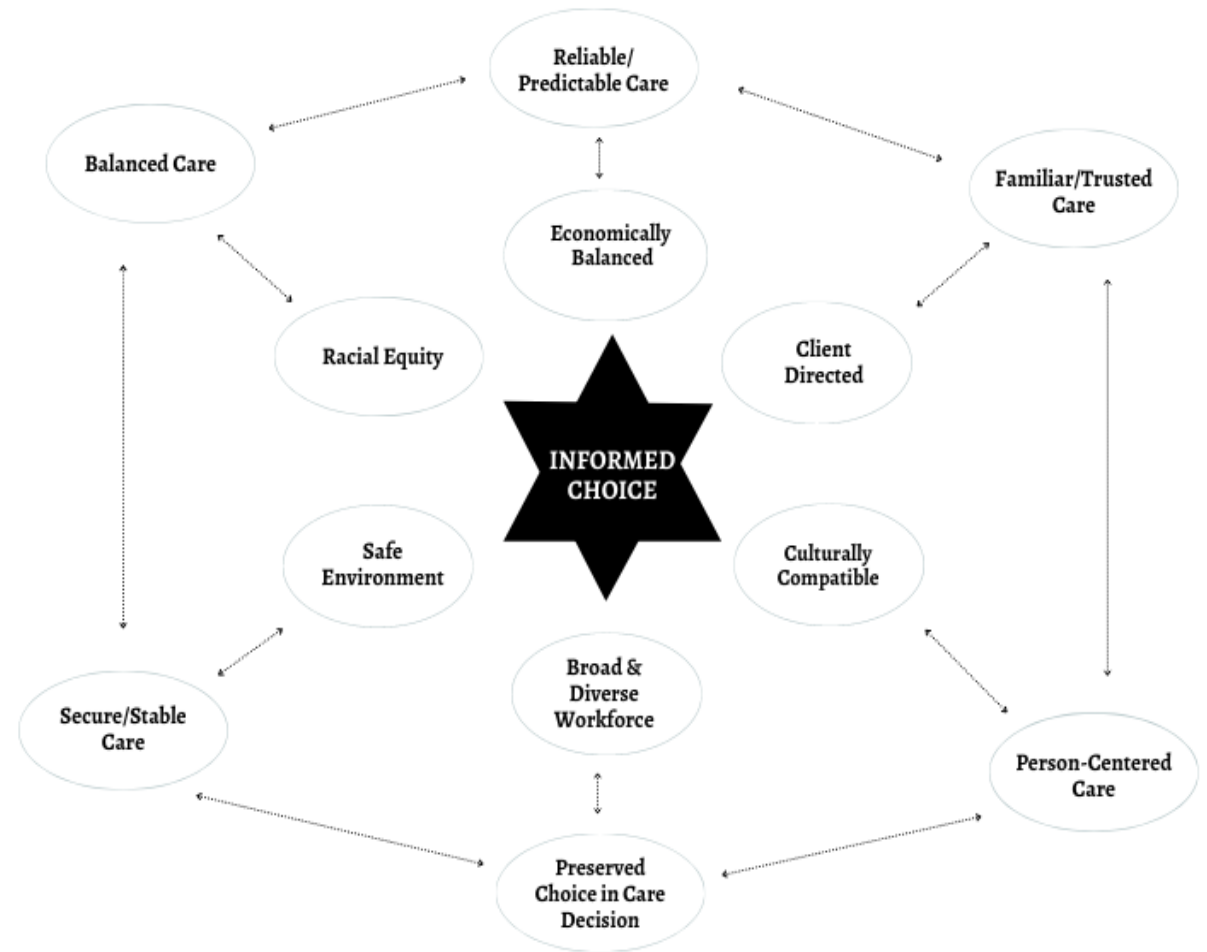 Reliable/
Predictable Care
Balanced Care
Familiar/Trusted
Care
Economically
Balanced
Racial Equity
Client
Directed
INFORMED
CHOICE
Safe
Environment
Culturally
Compatible
Broad &
Diverse
Workforce
Secure/Stable
Care
Person-Centered
Care
Preserved
Choice in Care
Decision